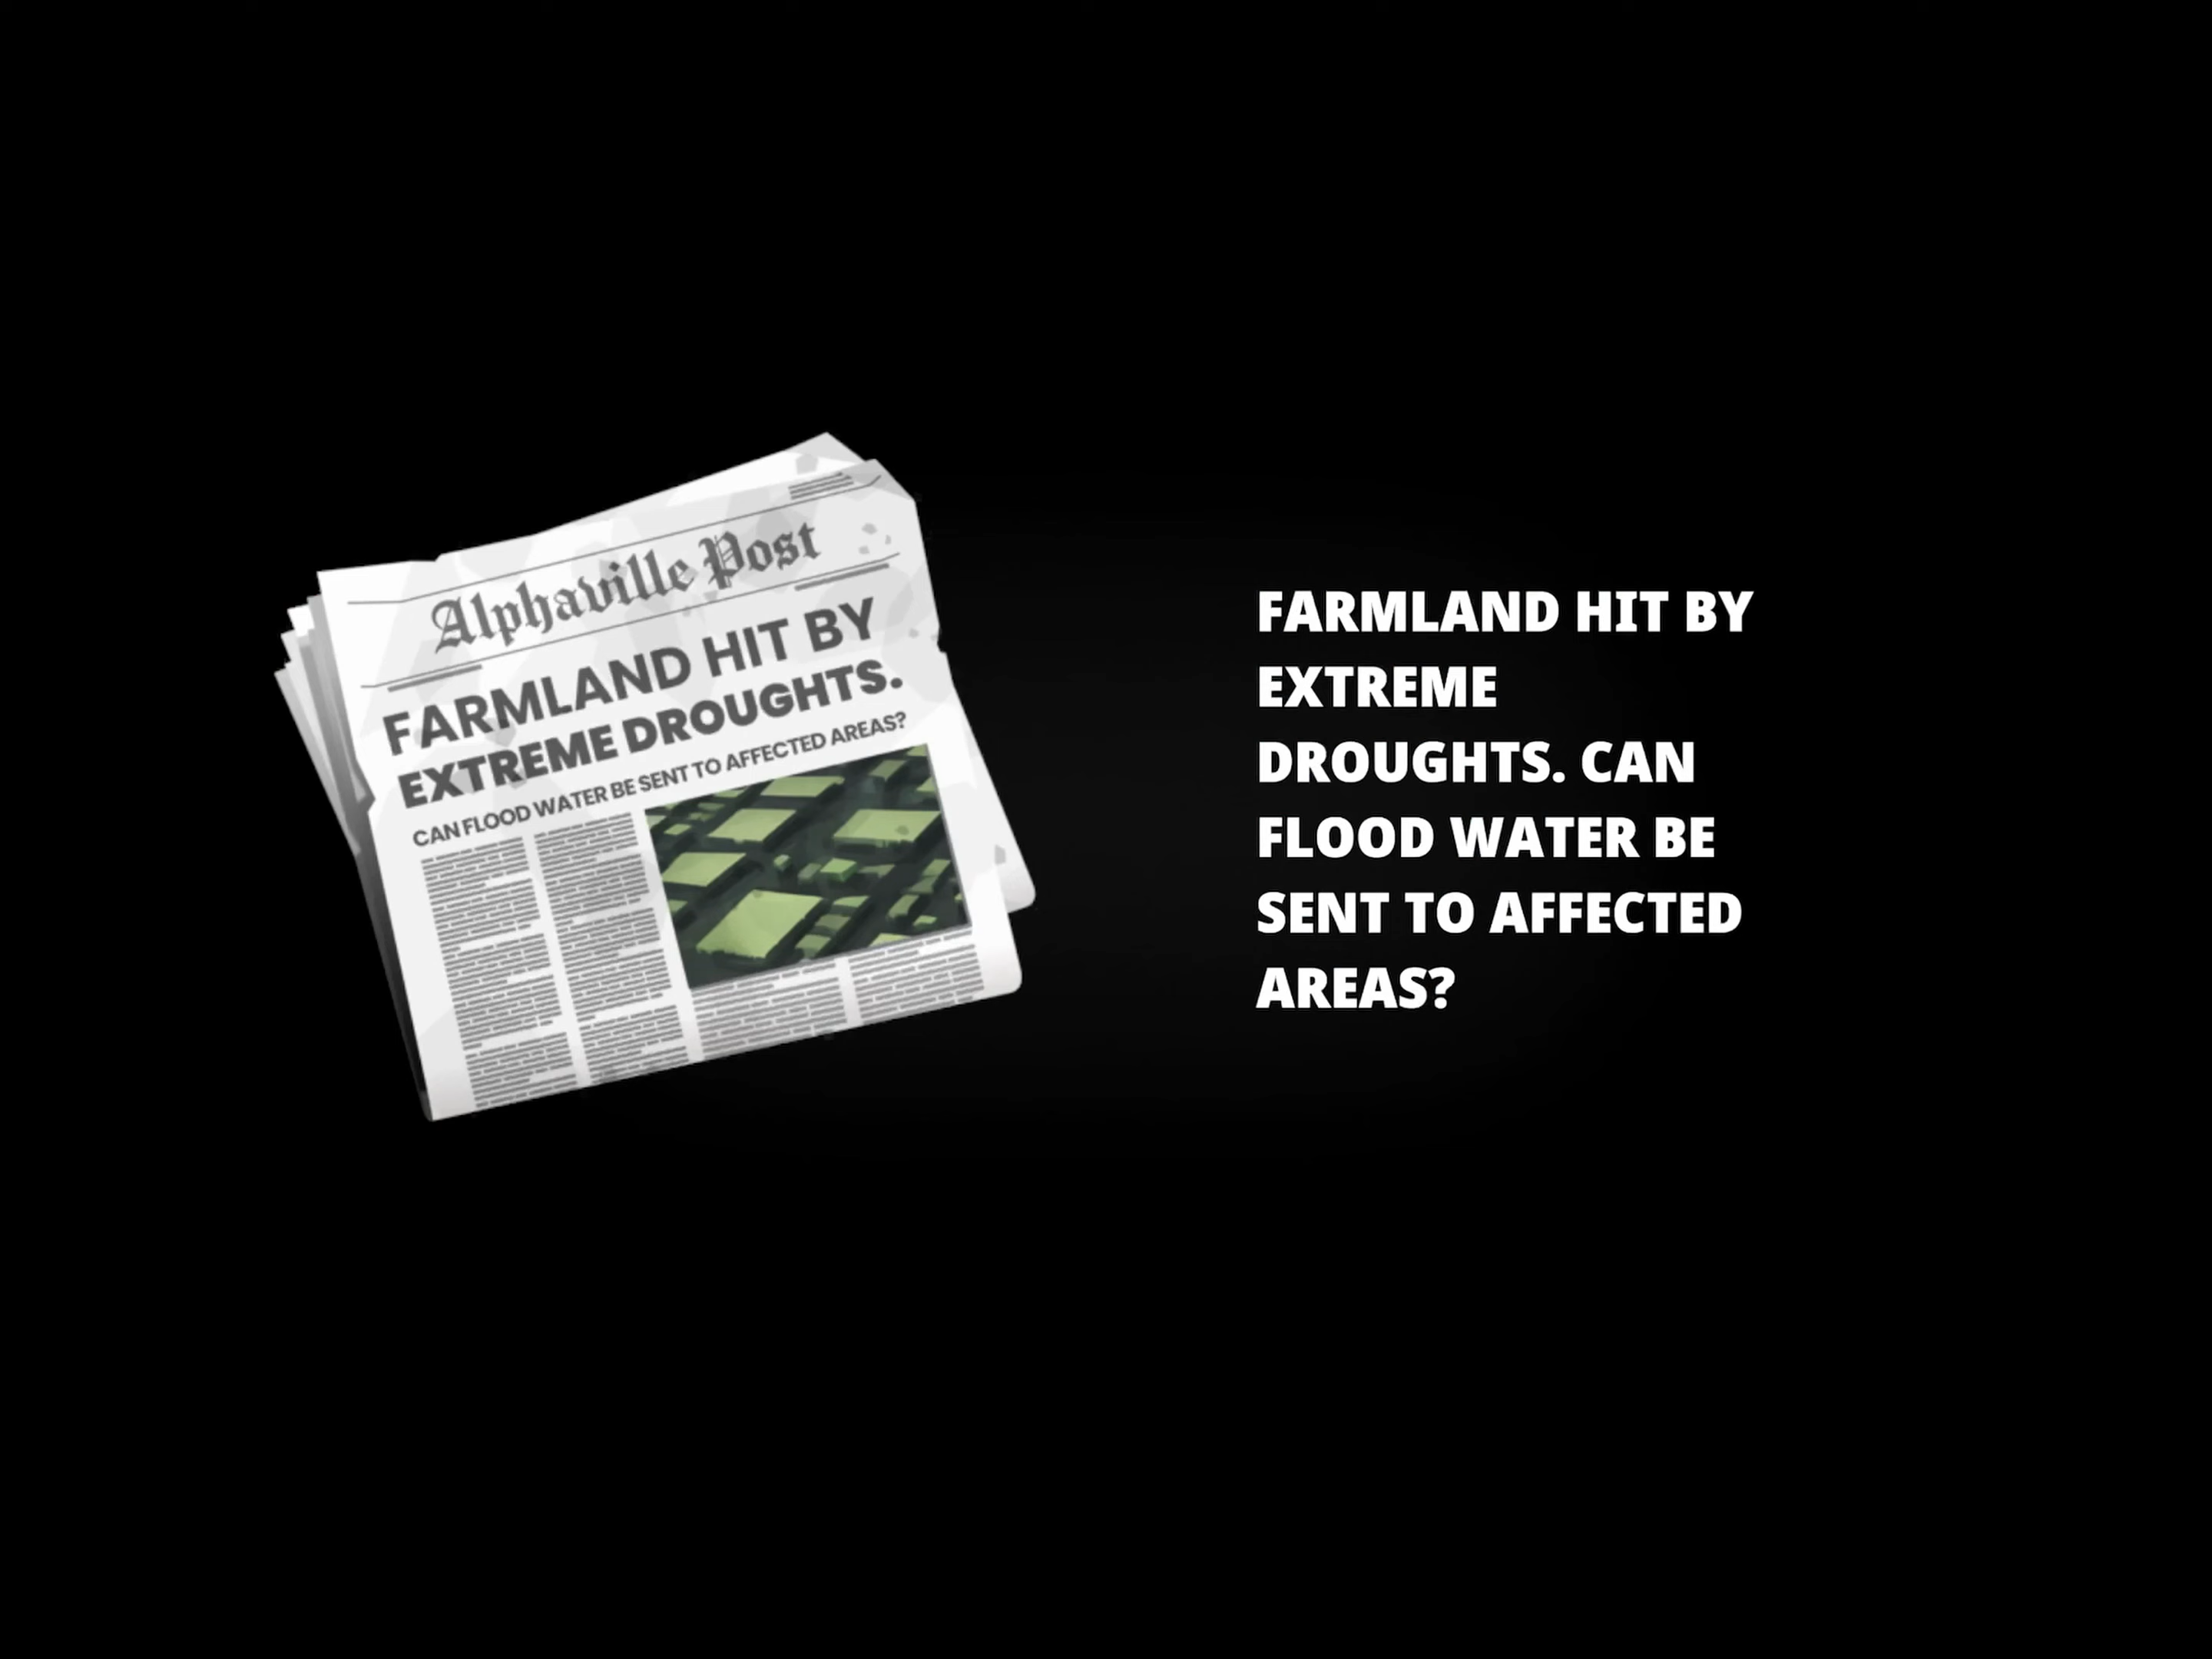 Alphaville Post
FARMLAND HIT BY
EXTREME DROUGHTS.
CAN FLOOD WATER BE SENT TO AFFECTED AREAS?
FARMLAND HIT BY
EXTREME
DROUGHTS. CAN
FLOOD WATER BE
SENT TO AFFECTED
AREAS?